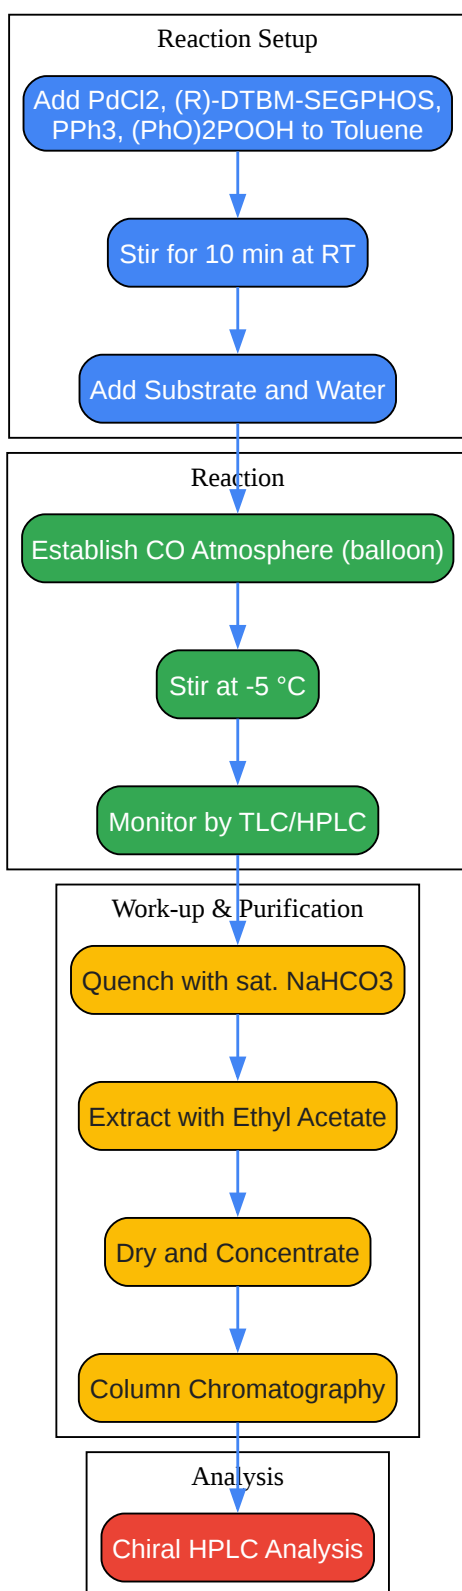 Reaction Setup
Add PdCl2, (R)-DTBM-SEGPHOS,
PPh3, (PhO)2POOH to Toluene
Stir for 10 min at RT
Add Substrate and Water
Reaction
Establish CO Atmosphere (balloon)
Stir at -5 °C
Monitor by TLC/HPLC
Work-up & Purification
Quench with sat. NaHCO3
Extract with Ethyl Acetate
Dry and Concentrate
Column Chromatography
Analysis
Chiral HPLC Analysis